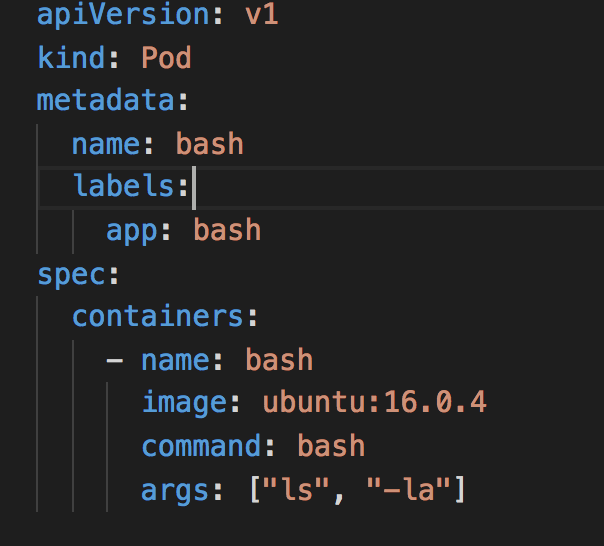 apiVersion: v1
kind: Pod
metadata:
  name: bash
  labels:
    app: bash
spec:
  containers:
    - name: bash
      image: ubuntu:16.0.4
      command: bash
      args: ["ls", "-la"]